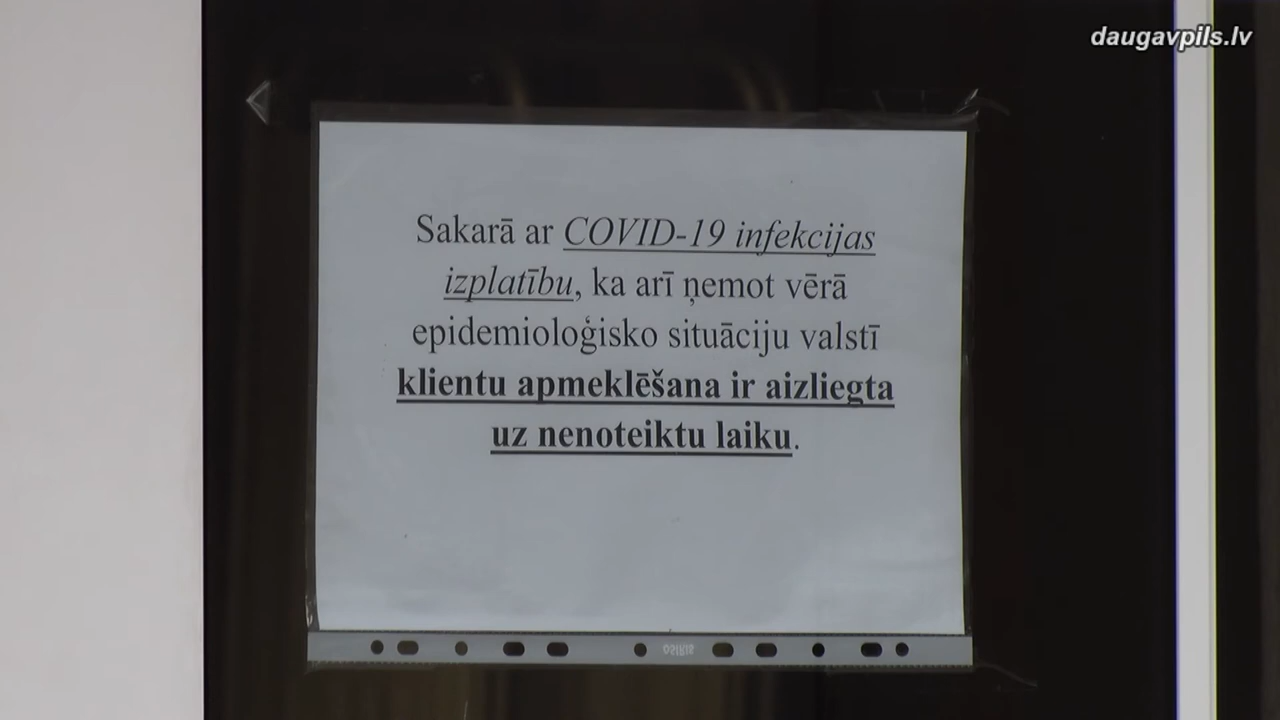 daugavpils.lv
Sakarā ar COVID-19 infekcijas
izplatību, ka arī ņemot vērā
epidemioloģisko situāciju valstī
klientu apmeklēšana ir aizliegta
uz nenoteiktu laiku.
OSIRIS